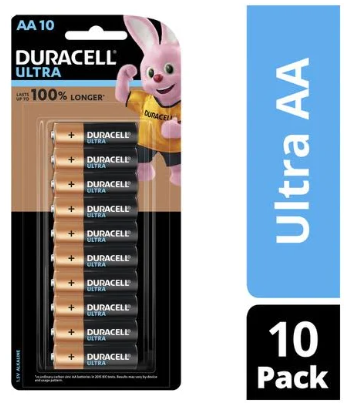 AA 10
DURACELL®
ULTRA
LASTS UP TO 100% LONGER*
DURACELL
+ DURACELL
ULTRA
+ DURACELL
ULTRA
+ DURACELL
ULTRA
+ DURACELL
ULTRA
+ DURACELL
ULTRA
+ DURACELL
ULTRA
+ DURACELL
ULTRA
+ DURACELL
ULTRA
+ DURACELL
ULTRA
+ DURACELL
ULTRA
1.5V ALKALINE
Ultra AA
10
Pack